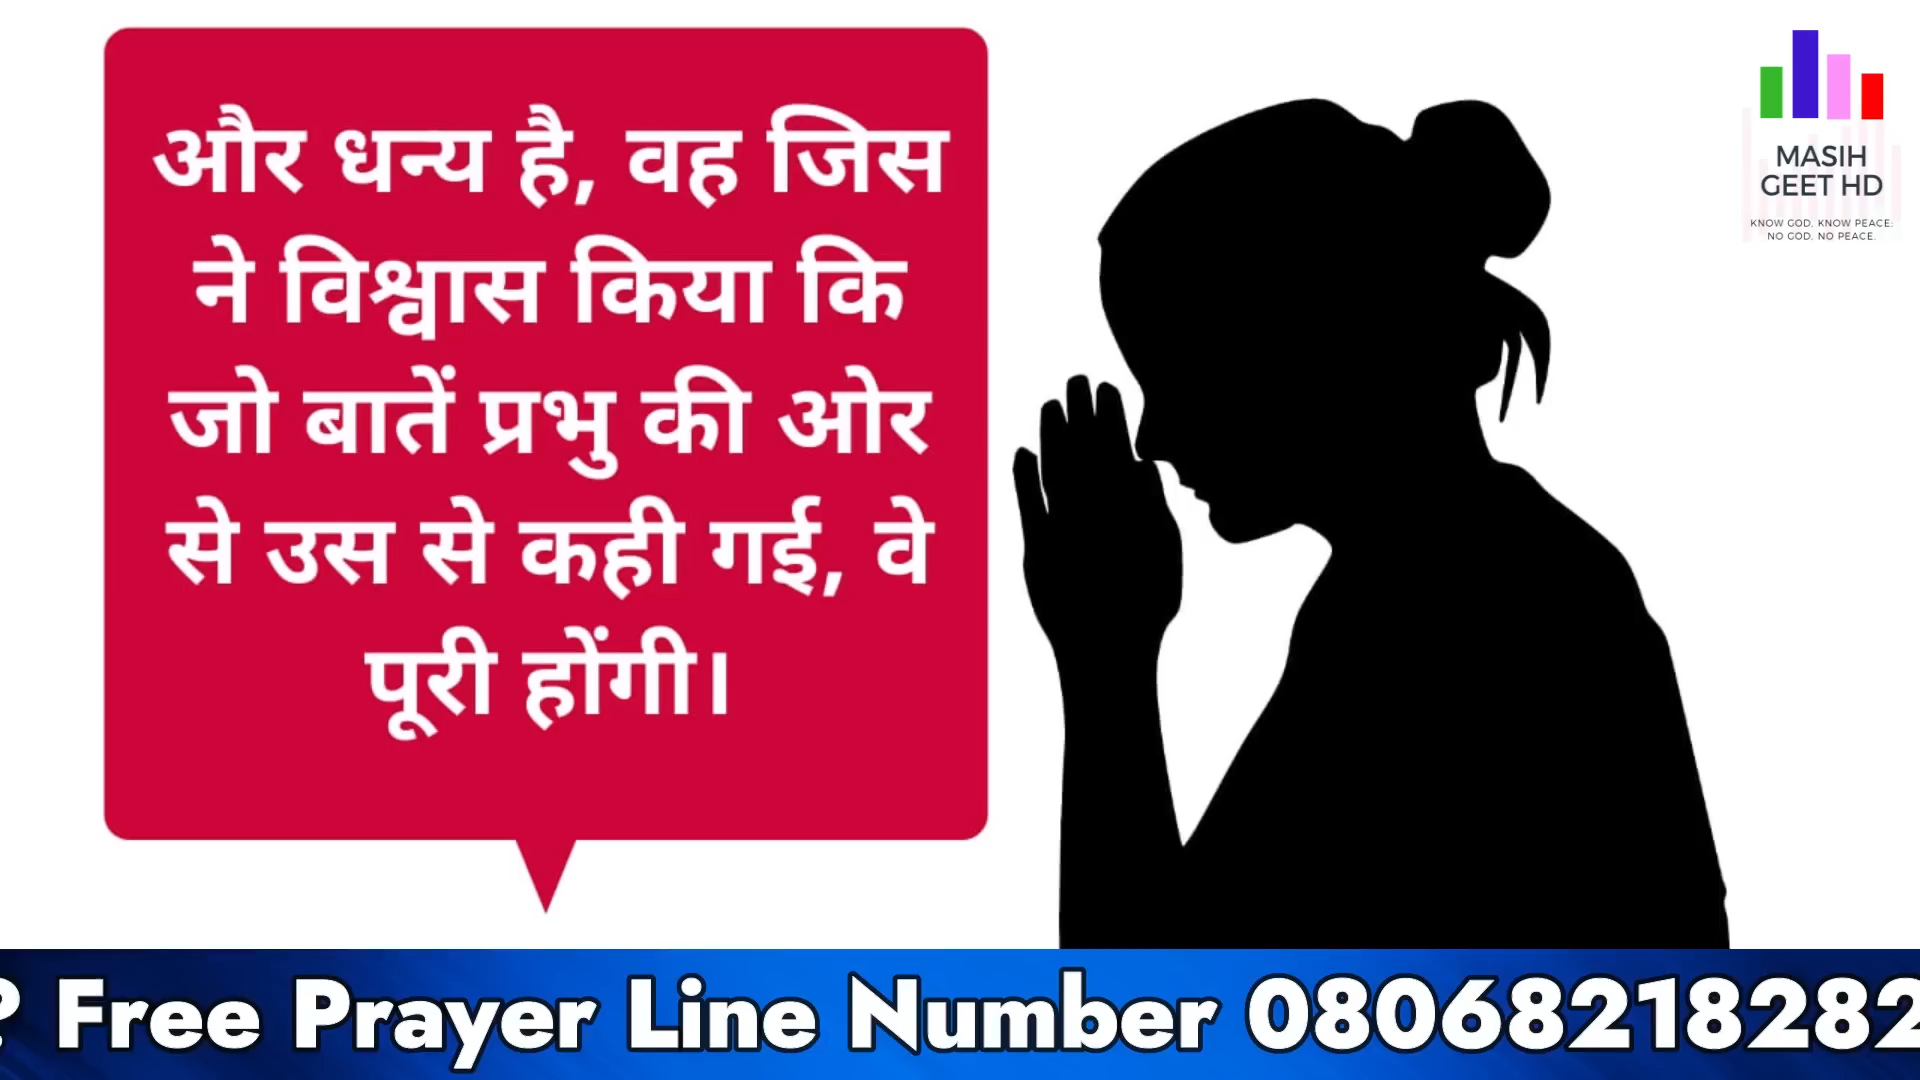 और धन्य है, वह जिस
ने विश्वास किया कि
जो बातें प्रभु की ओर
से उस से कही गई, वे
पूरी होंगी।
MASIH
GEET HD
KNOW GOD. KNOW PEACE:
NO GOD. NO PEACE.
? Free Prayer Line Number 08068218282